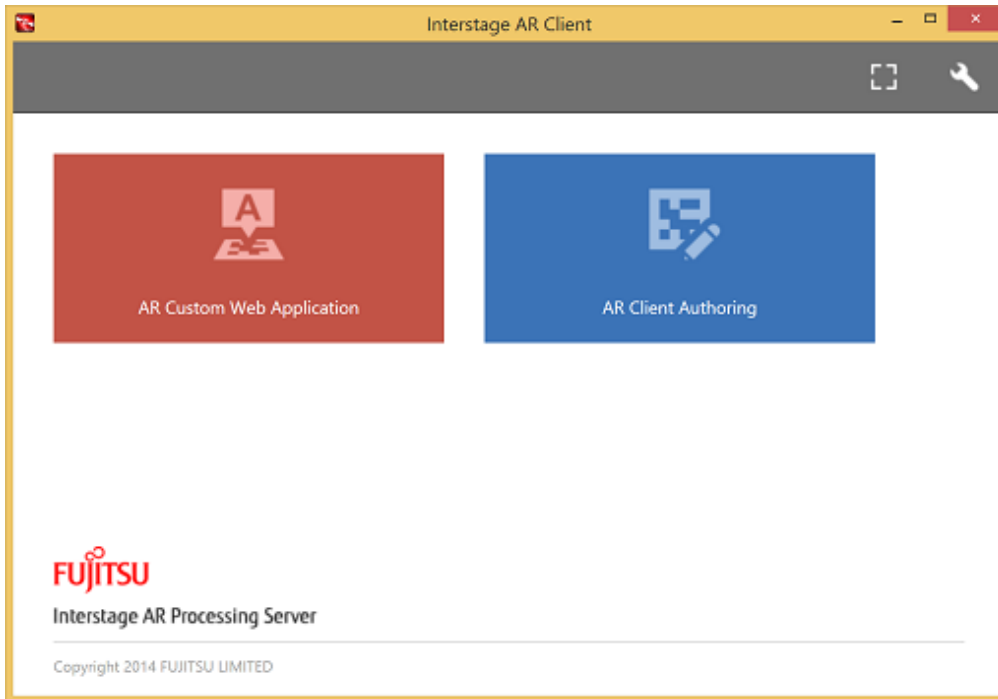 Interstage AR Client
A
AR Custom Web Application
AR Client Authoring
FUJITSU
Interstage AR Processing Server
Copyright 2014 FUJITSU LIMITED